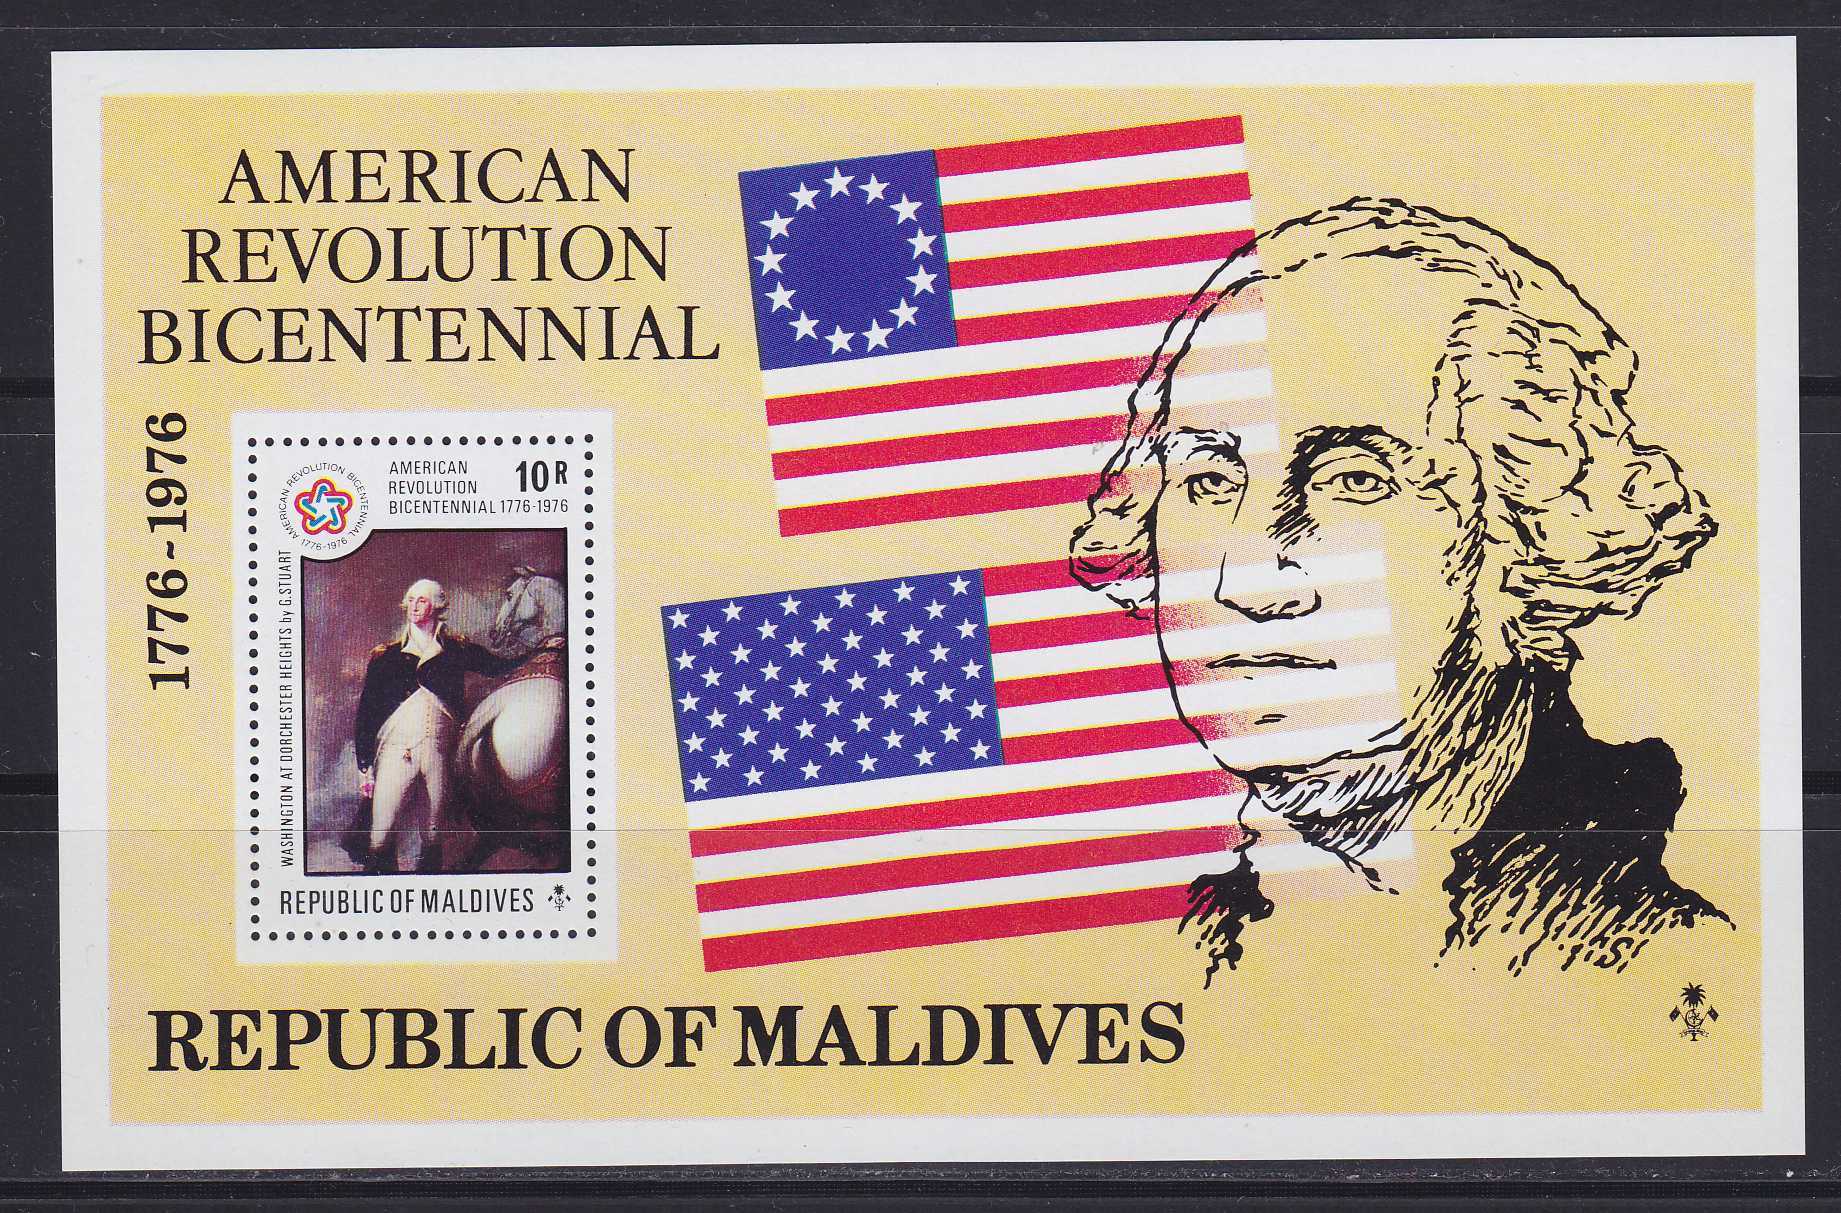 AMERICAN
REVOLUTION
BICENTENNIAL
1776-1976
AMERICAN REVOLUTION BICENTENNIAL 1776-1976
AMERICAN
REVOLUTION
BICENTENNIAL 1776-1976
10R
WASHINGTON AT DORCHESTER HEIGHTS by G.STUART
REPUBLIC OF MALDIVES
REPUBLIC OF MALDIVES